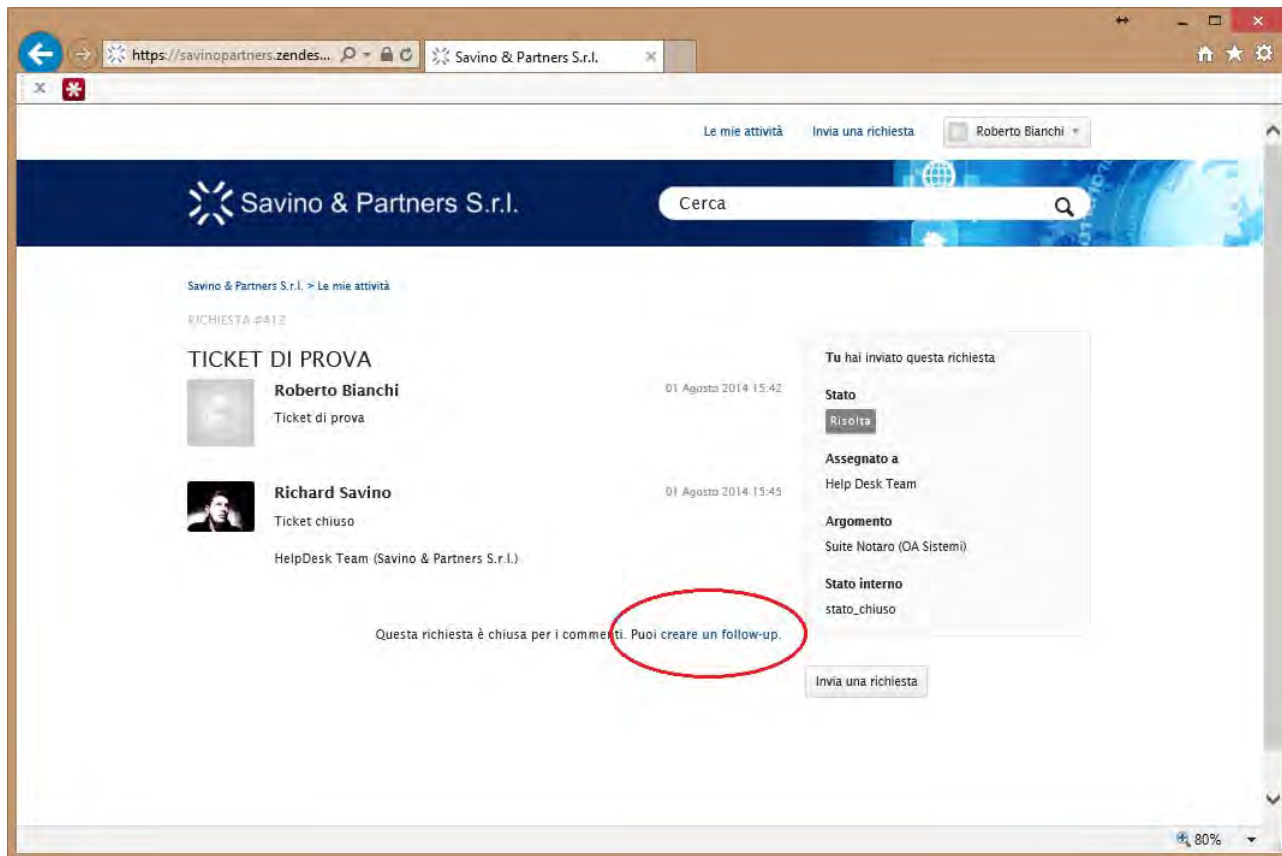 https://savinopartners.zendes...
Savino & Partners S.r.l.
Le mie attività
Invia una richiesta
Roberto Bianchi
Savino & Partners S.r.l.
Cerca
Savino & Partners S.r.l. > Le mie attività
RICHIESTA #412
TICKET DI PROVA
Roberto Bianchi
01 Agosto 2014 15:42
Ticket di prova
Richard Savino
01 Agosto 2014 15:45
Ticket chiuso
HelpDesk Team (Savino & Partners S.r.l.)
Questa richiesta è chiusa per i commenti. Puoi creare un follow-up.
Tu hai inviato questa richiesta
Stato
Risolta
Assegnato a
Help Desk Team
Argomento
Suite Notaro (OA Sistemi)
Stato interno
stato_chiuso
Invia una richiesta
80%